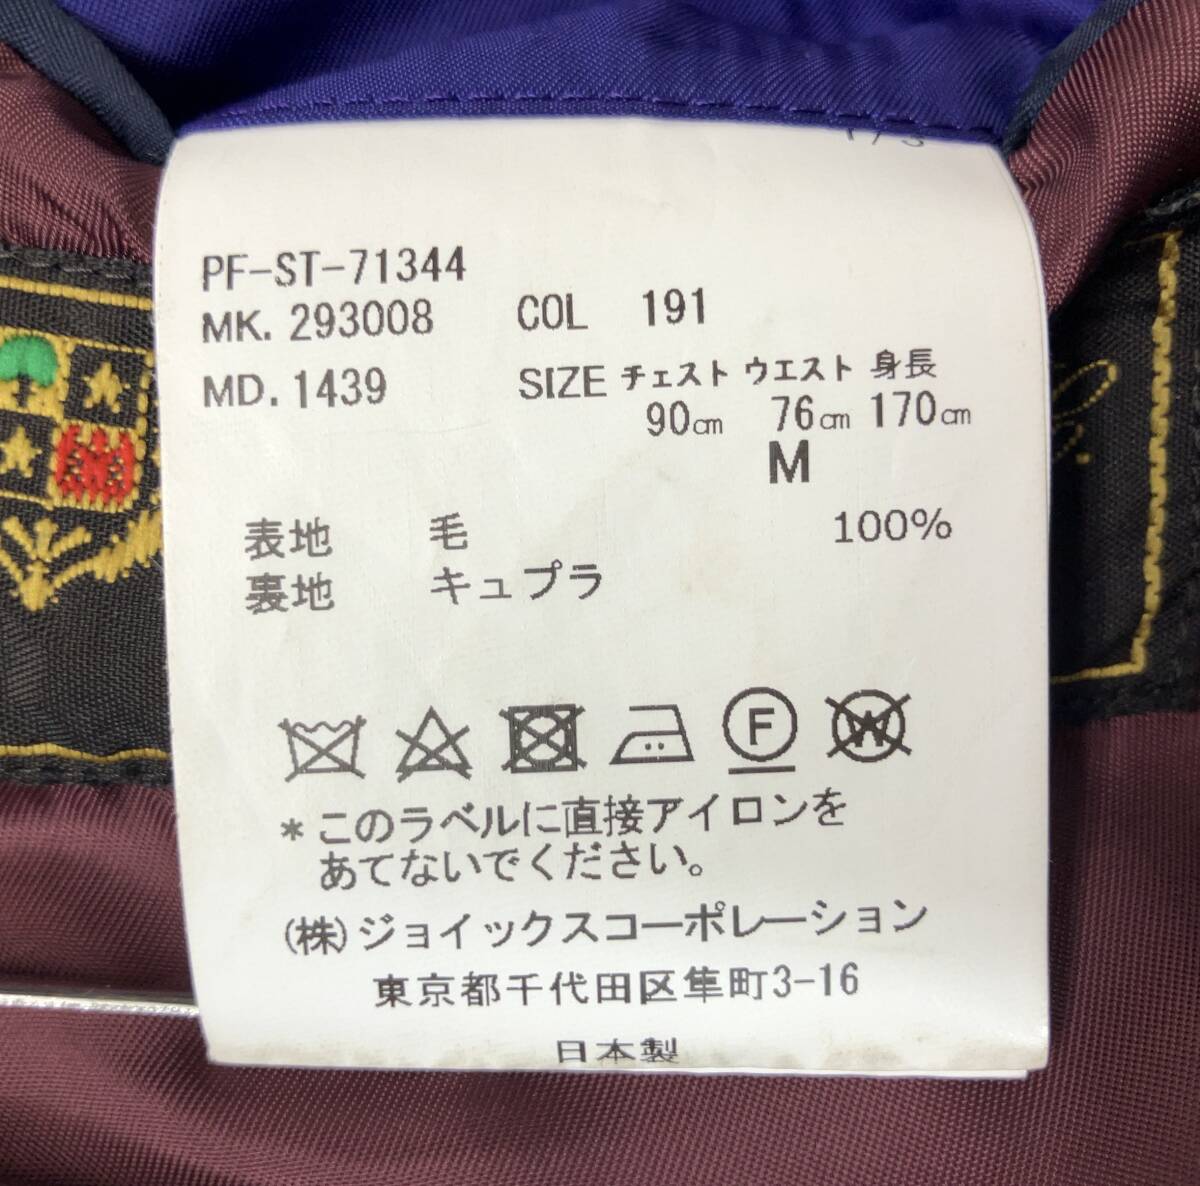 PF-ST-71344
MK. 293008 COL 191
MD. 1439 SIZE チェスト ウエスト 身長
90㎝ 76㎝ 170㎝
M
表地 毛 100%
裏地 キュプラ
F W
*このラベルに直接アイロンを
あてないでください。
(株)ジョイックスコーポレーション
東京都千代田区隼町3-16
日本製